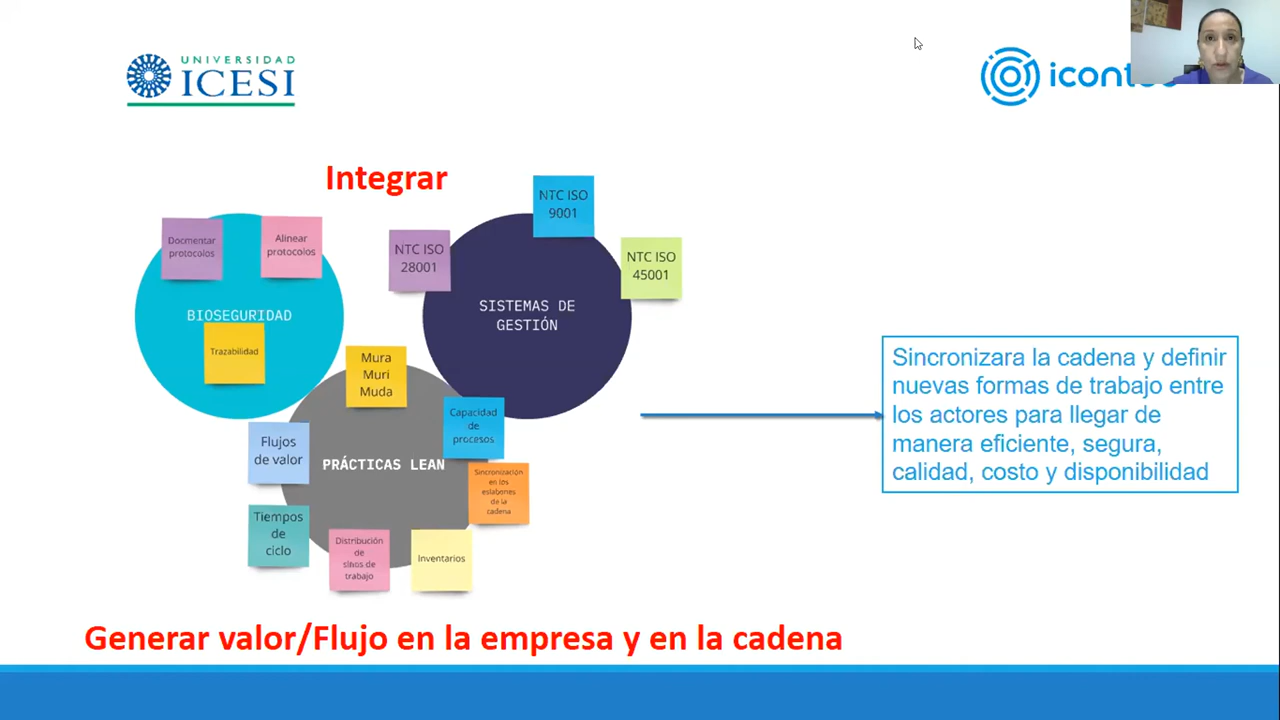 UNIVERSIDAD
ICESI
Integrar
NTC ISO
9001
NTC ISO
28001
NTC ISO
45001
Docmentar
protocolos
Alinear
protocolos
BIOSEGURIDAD
Trazabilidad
SISTEMAS DE
GESTIÓN
Mura
Muri
Muda
Capacidad
de
procesos
Flujos
de valor
PRÁCTICAS LEAN
Sincronización
en los
eslabones
de la
cadena
Tiempos
de
ciclo
Distribución
de
sitios de
trabajo
Inventarios
Sincronizara la cadena y definir
nuevas formas de trabajo entre
los actores para llegar de
manera eficiente, segura,
calidad, costo y disponibilidad
Generar valor/Flujo en la empresa y en la cadena